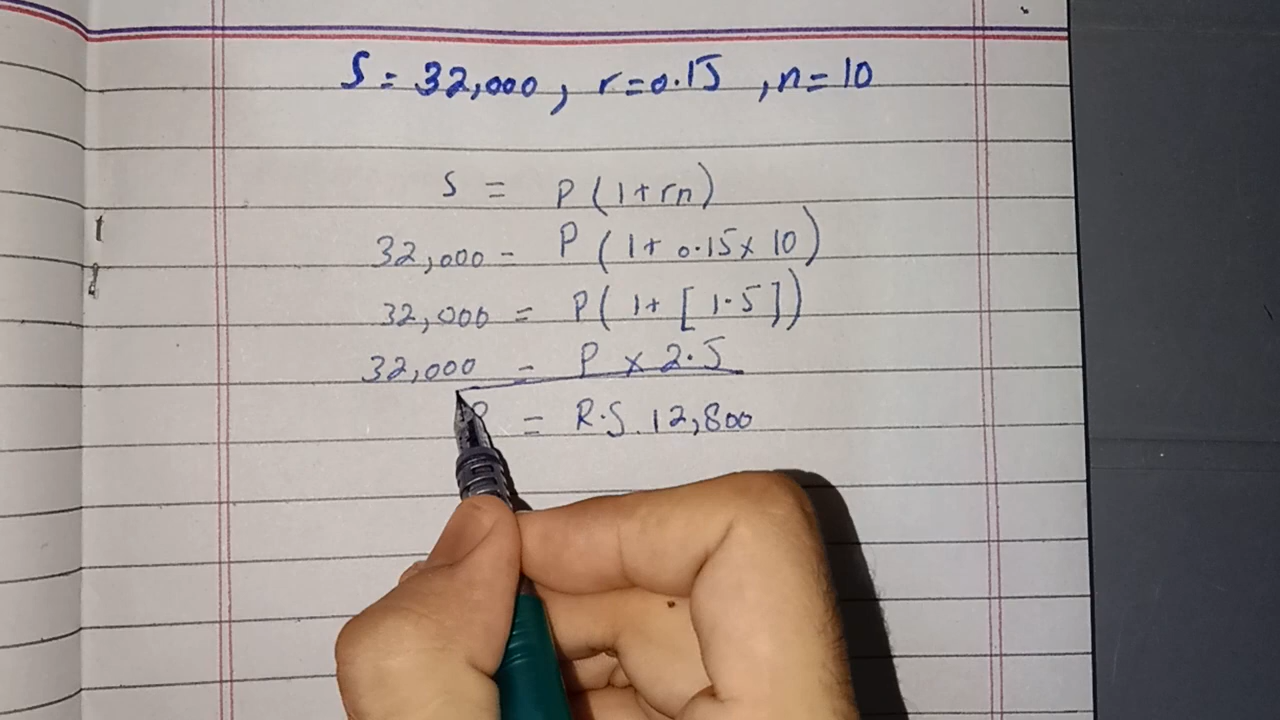 S = 32,000, r=0.15, n=10
S = P(1+rn)
32,000 = P(1+0.15×10)
32,000 = P(1+[1.5])
32,000 = P × 2.5
P = R.S. 12,800